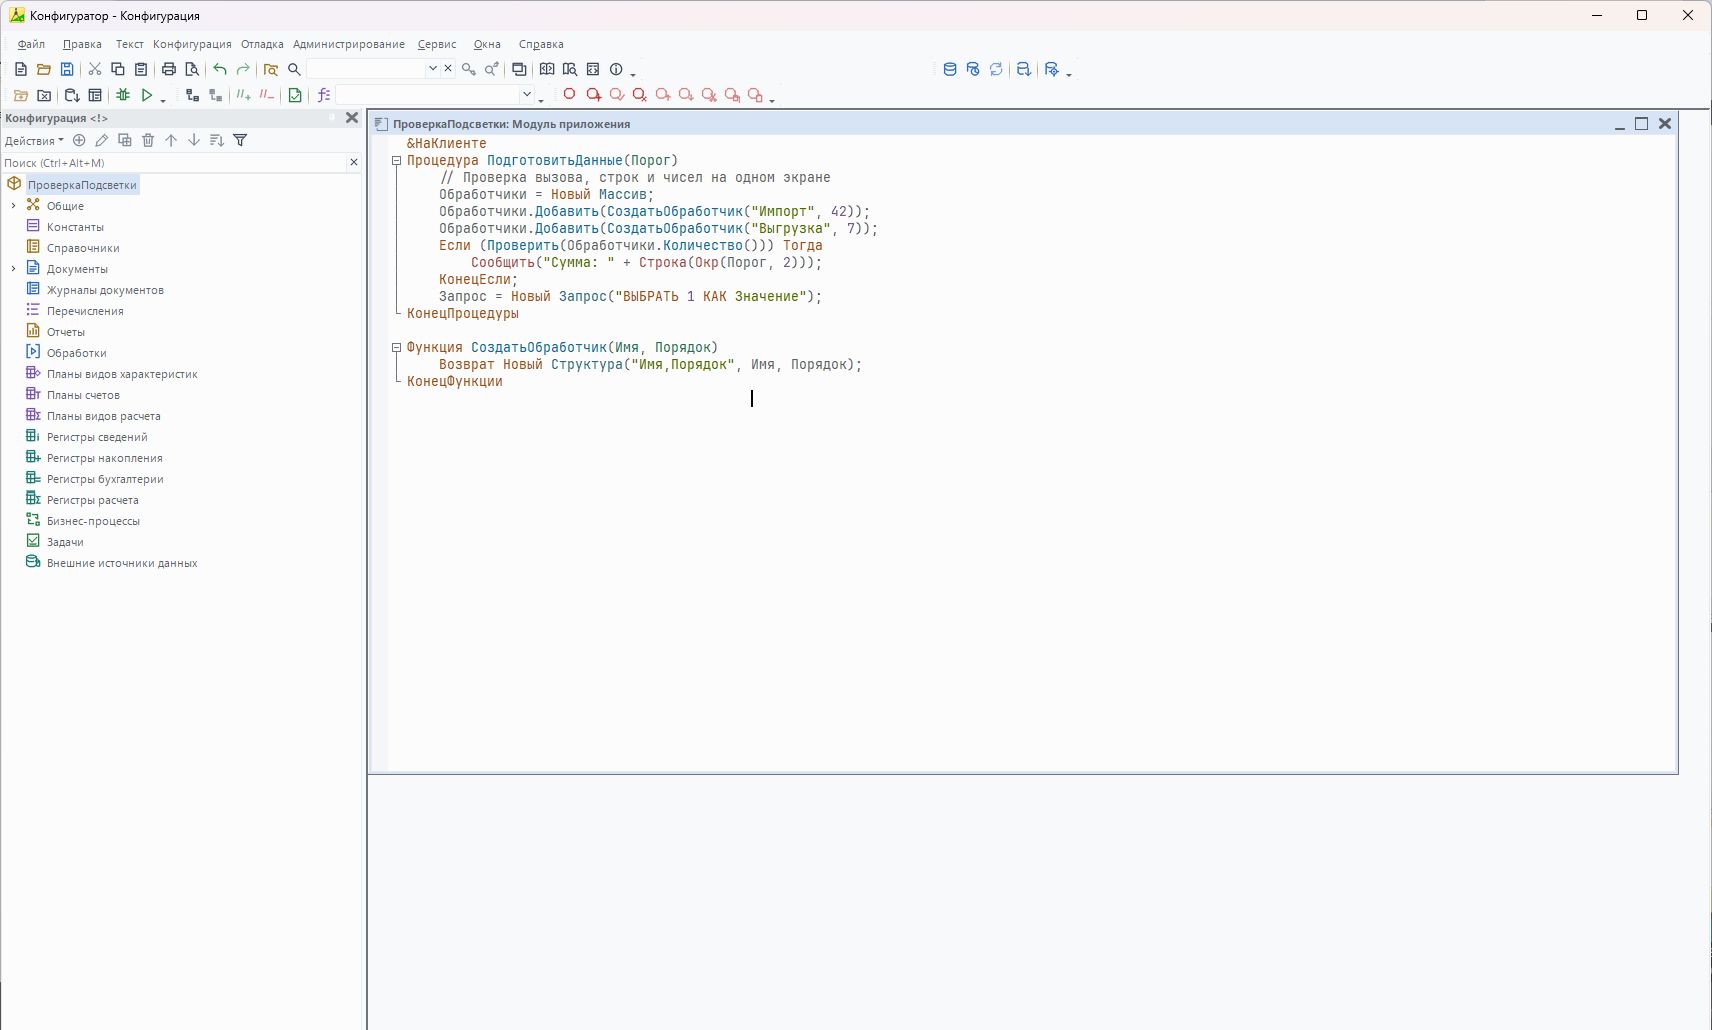 Конфигуратор - Конфигурация
Файл Правка Текст Конфигурация Отладка Администрирование Сервис Окна Справка
Конфигурация <!>
Действия
Поиск (Ctrl+Alt+M)
ПроверкаПодсветки
Общие
Константы
Справочники
Документы
Журналы документов
Перечисления
Отчеты
Обработки
Планы видов характеристик
Планы счетов
Планы видов расчета
Регистры сведений
Регистры накопления
Регистры бухгалтерии
Регистры расчета
Бизнес-процессы
Задачи
Внешние источники данных
ПроверкаПодсветки: Модуль приложения
&НаКлиенте
Процедура ПодготовитьДанные(Порог)
// Проверка вызова, строк и чисел на одном экране
Обработчики = Новый Массив;
Обработчики.Добавить(СоздатьОбработчик("Импорт", 42));
Обработчики.Добавить(СоздатьОбработчик("Выгрузка", 7));
Если (Проверить(Обработчики.Количество())) Тогда
Сообщить("Сумма: " + Строка(Окр(Порог, 2)));
КонецЕсли;
Запрос = Новый Запрос("ВЫБРАТЬ 1 КАК Значение");
КонецПроцедуры
Функция СоздатьОбработчик(Имя, Порядок)
Возврат Новый Структура("Имя,Порядок", Имя, Порядок);
КонецФункции